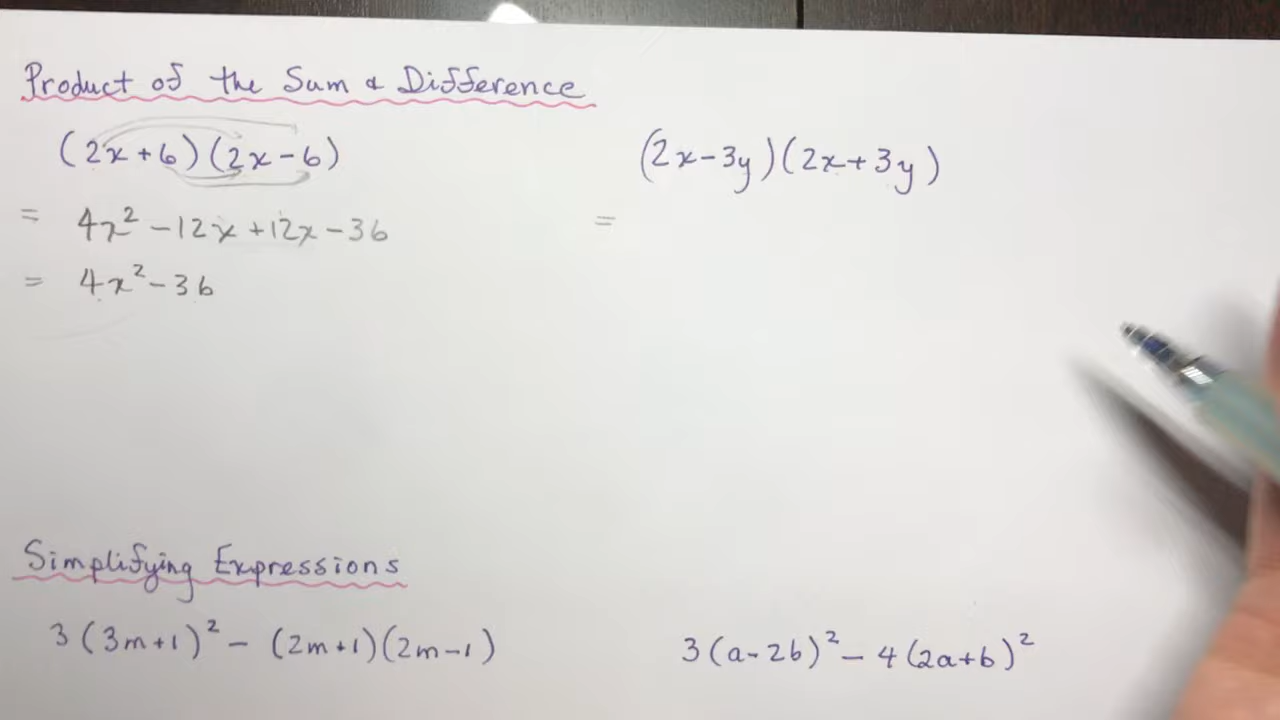 Product of the Sum & Difference
(2x+6)(2x-6)
= 4x² -12x +12x -36
= 4x² -36
(2x-3y)(2x+3y)
=
Simplifying Expressions
3(3m+1)² - (2m+1)(2m-1)
3(a-2b)² - 4(2a+b)²